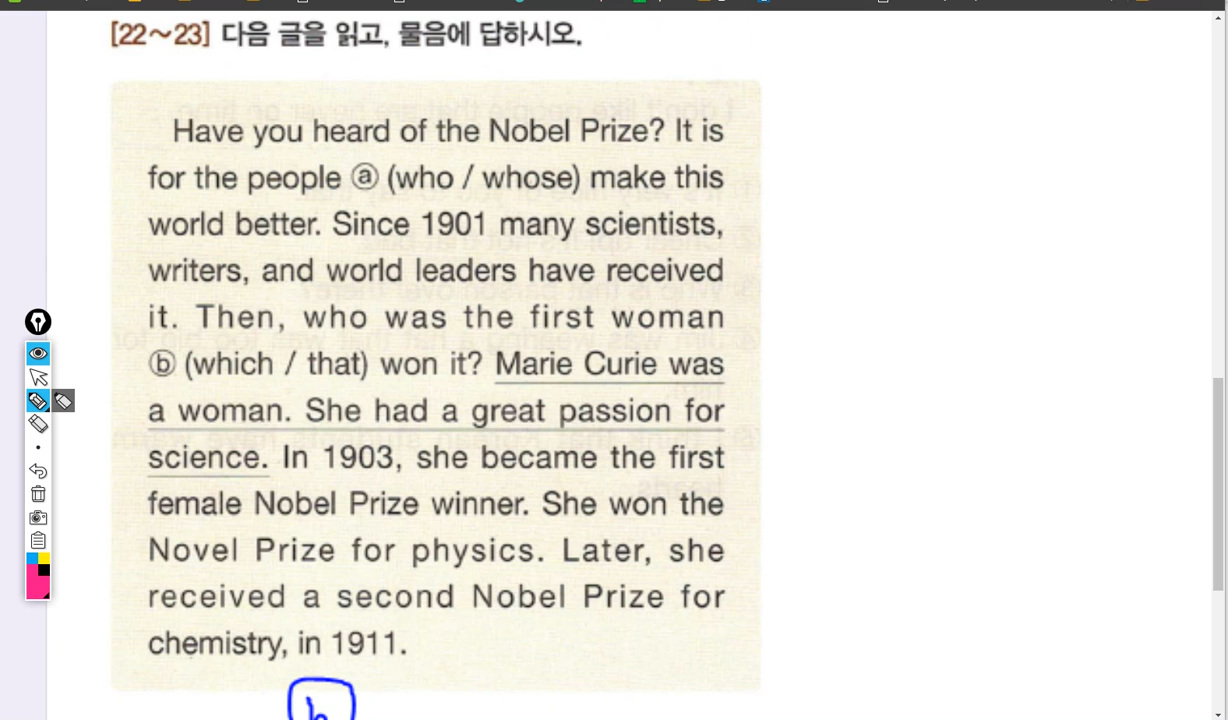 [22～23] 다음 글을 읽고, 물음에 답하시오.
Have you heard of the Nobel Prize? It is
for the people ⓐ (who / whose) make this
world better. Since 1901 many scientists,
writers, and world leaders have received
it. Then, who was the first woman
ⓑ (which / that) won it? Marie Curie was
a woman. She had a great passion for
science. In 1903, she became the first
female Nobel Prize winner. She won the
Novel Prize for physics. Later, she
received a second Nobel Prize for
chemistry, in 1911.